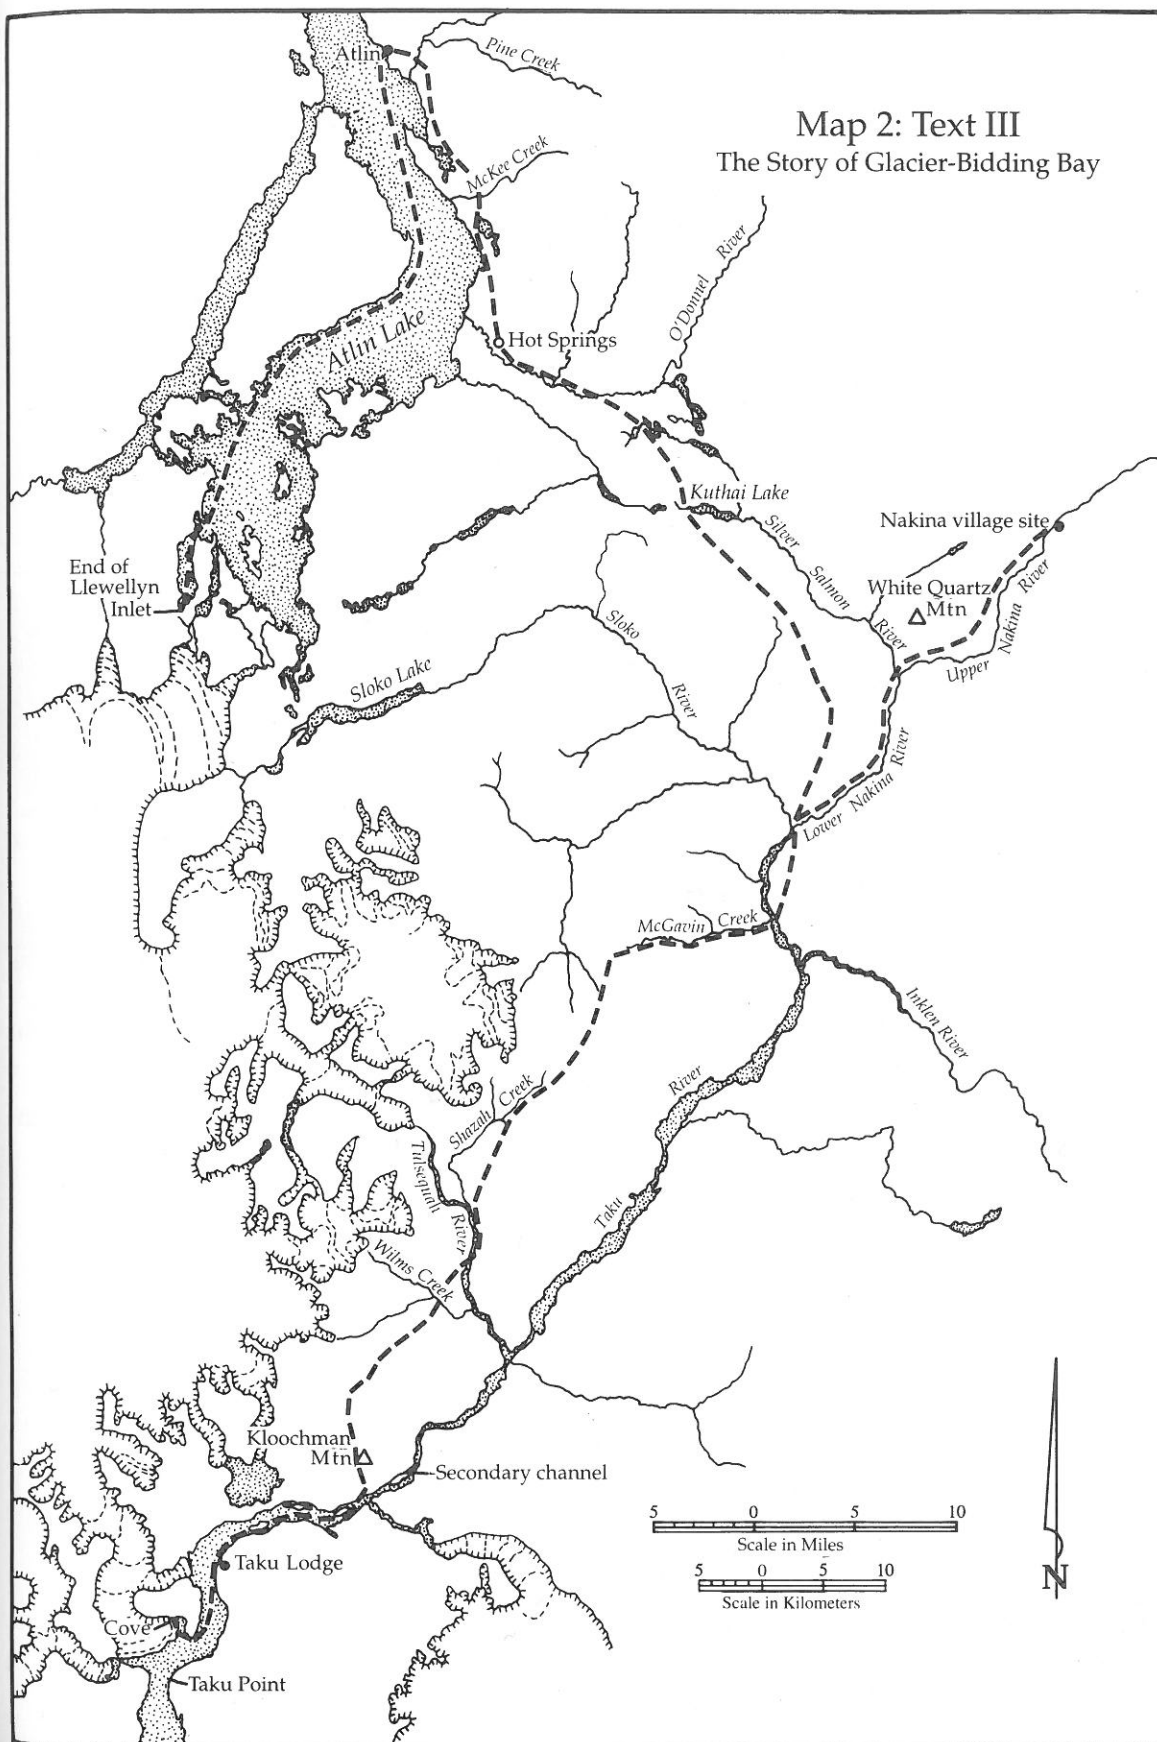 Atlin
Pine Creek
Map 2: Text III
The Story of Glacier-Bidding Bay
McKee Creek
O'Donnel River
Hot Springs
Atlin Lake
Kuthai Lake
Nakina village site
Silver Salmon River
White Quartz
Mtn
End of
Llewellyn
Inlet
Sloko River
Upper Nakina River
Sloko Lake
Lower Nakina River
McGavin Creek
Inklen River
Shazah Creek
Tulsequah River
Taku River
Wilms Creek
Kloochman
Mtn
Secondary channel
5 0 5 10
Scale in Miles
5 0 5 10
Scale in Kilometers
N
Taku Lodge
Cove
Taku Point